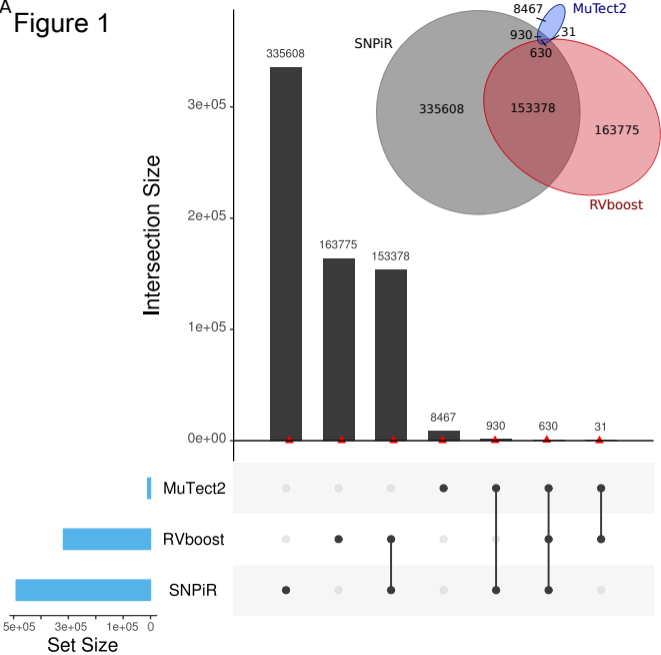 A
Figure 1
8467
MuTect2
930
31
630
SNPiR
335608
153378
163775
RVboost
Intersection Size
3e+05
2e+05
1e+05
0e+00
335608
163775
153378
8467
930
630
31
MuTect2
RVboost
SNPiR
5e+05
3e+05
1e+05
0
Set Size